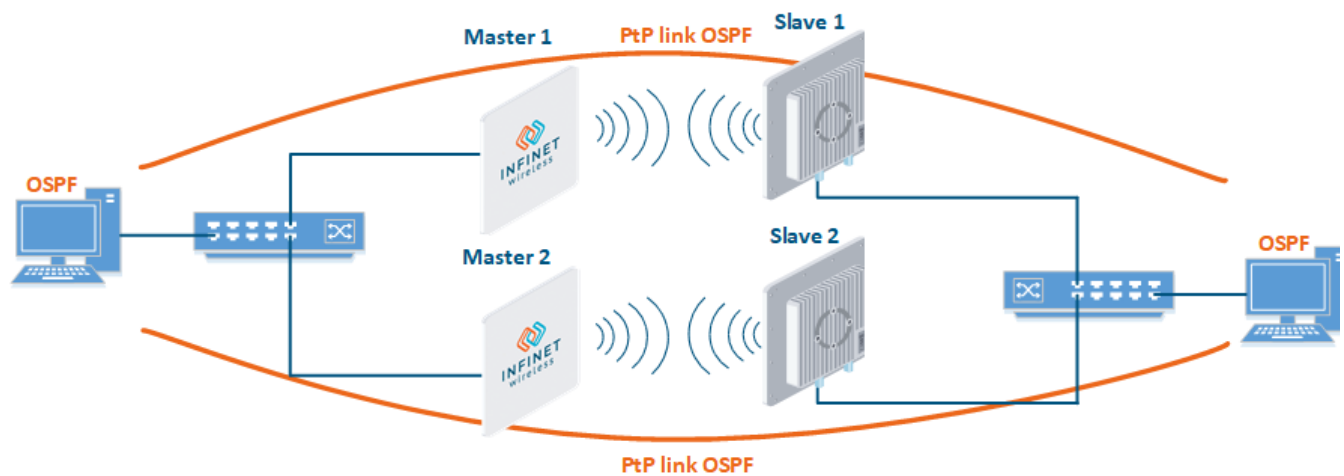 Master 1
PtP link OSPF
Slave 1
INFINET
wireless
OSPF
Master 2
Slave 2
OSPF
INFINET
wireless
PtP link OSPF